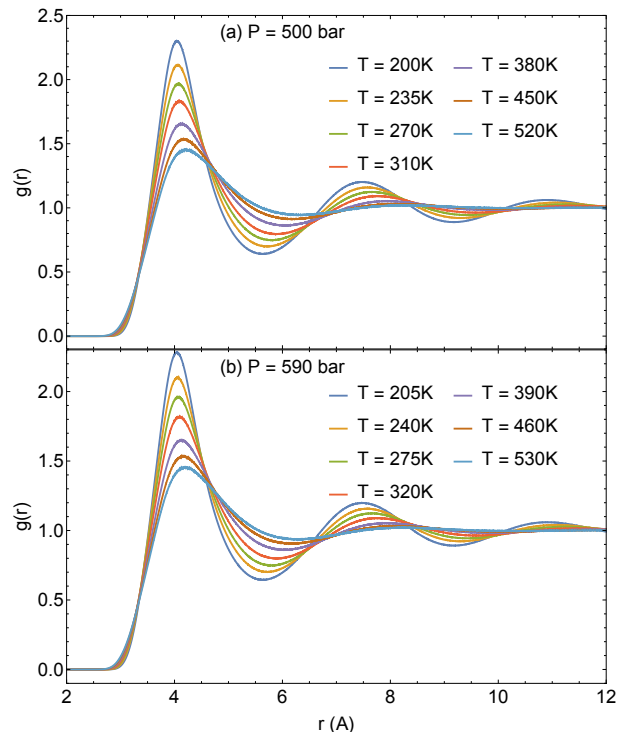 (a) P = 500 bar
T = 200K T = 380K
T = 235K T = 450K
T = 270K T = 520K
T = 310K
g(r)
2.5
2.0
1.5
1.0
0.5
0.0
(b) P = 590 bar
T = 205K T = 390K
T = 240K T = 460K
T = 275K T = 530K
T = 320K
g(r)
2.0
1.5
1.0
0.5
0.0
2 4 6 8 10 12
r (A)